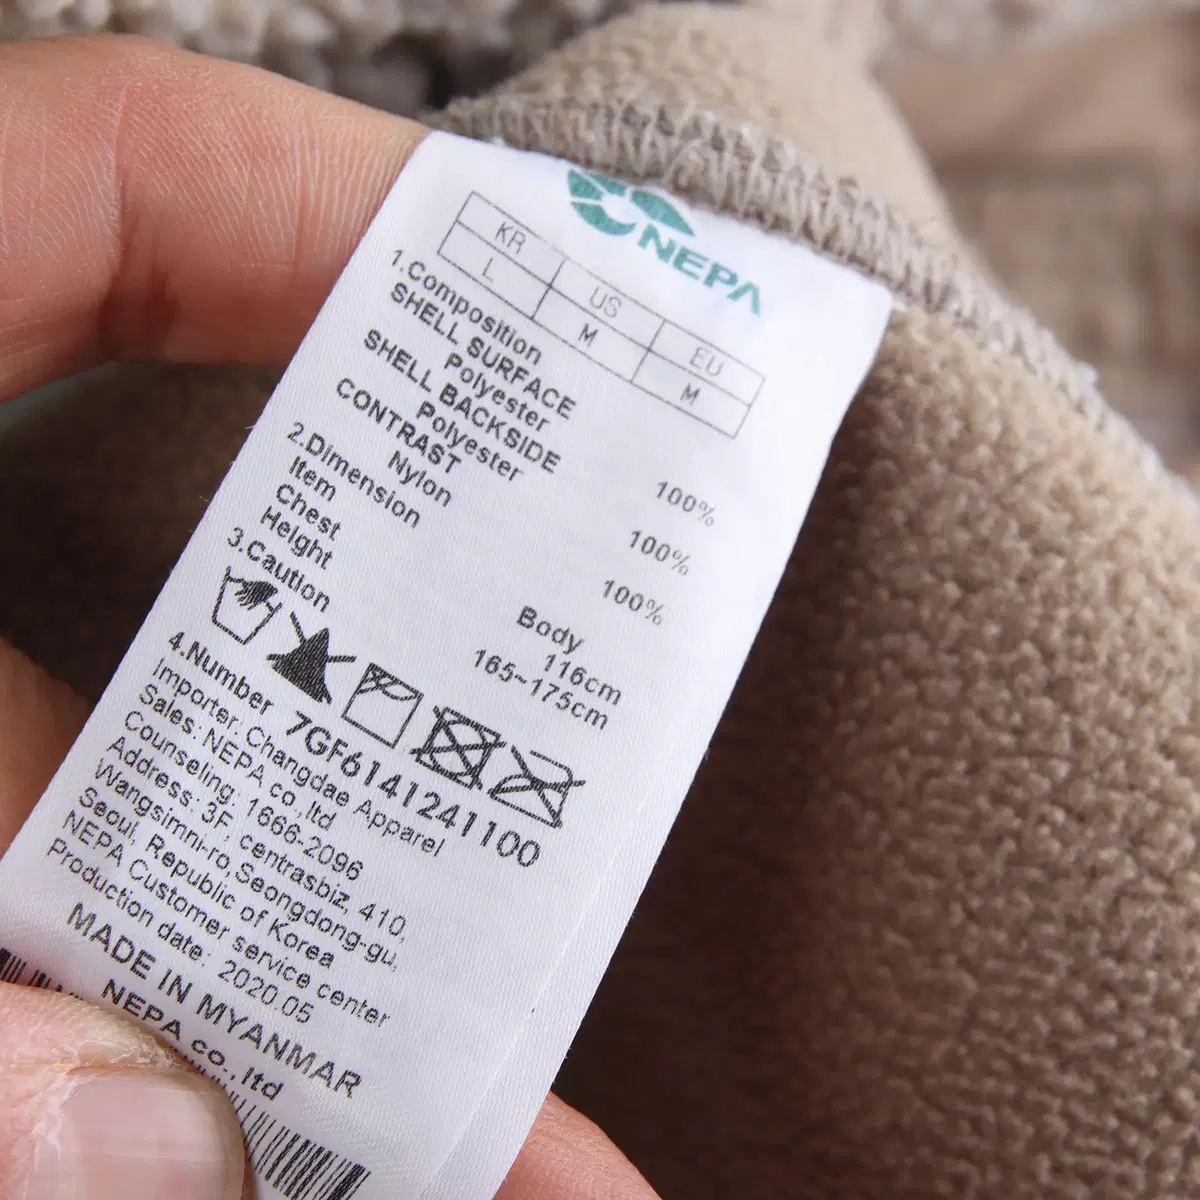 NEPA
KR US EU
L M M
1.Composition
SHELL SURFACE
Polyester 100%
SHELL BACKSIDE
Polyester 100%
CONTRAST
Nylon 100%
2.Dimension
Item Body
Chest 116cm
Height 165~175cm
3.Caution
4.Number 7GF6141241100
Importer: Changdae Apparel
Sales: NEPA co.,ltd
Counseling: 1666-2096
Address: 3F, centrasbiz, 410,
Wangsimni-ro, Seongdong-gu,
Seoul, Republic of Korea
NEPA Customer service center
Production date: 2020.05
MADE IN MYANMAR
NEPA co.,ltd